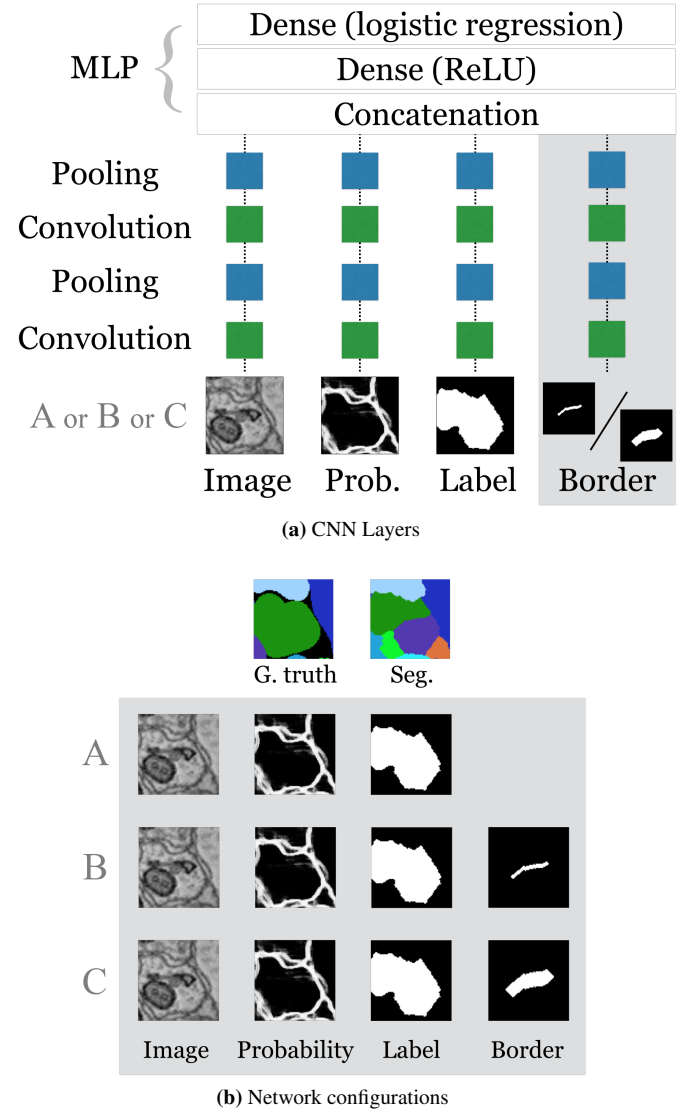 Dense (logistic regression)
MLP
Dense (ReLU)
Concatenation
Pooling
Convolution
Pooling
Convolution
A or B or C
Image Prob. Label Border
(a) CNN Layers
G. truth Seg.
A
B
C
Image Probability Label Border
(b) Network configurations